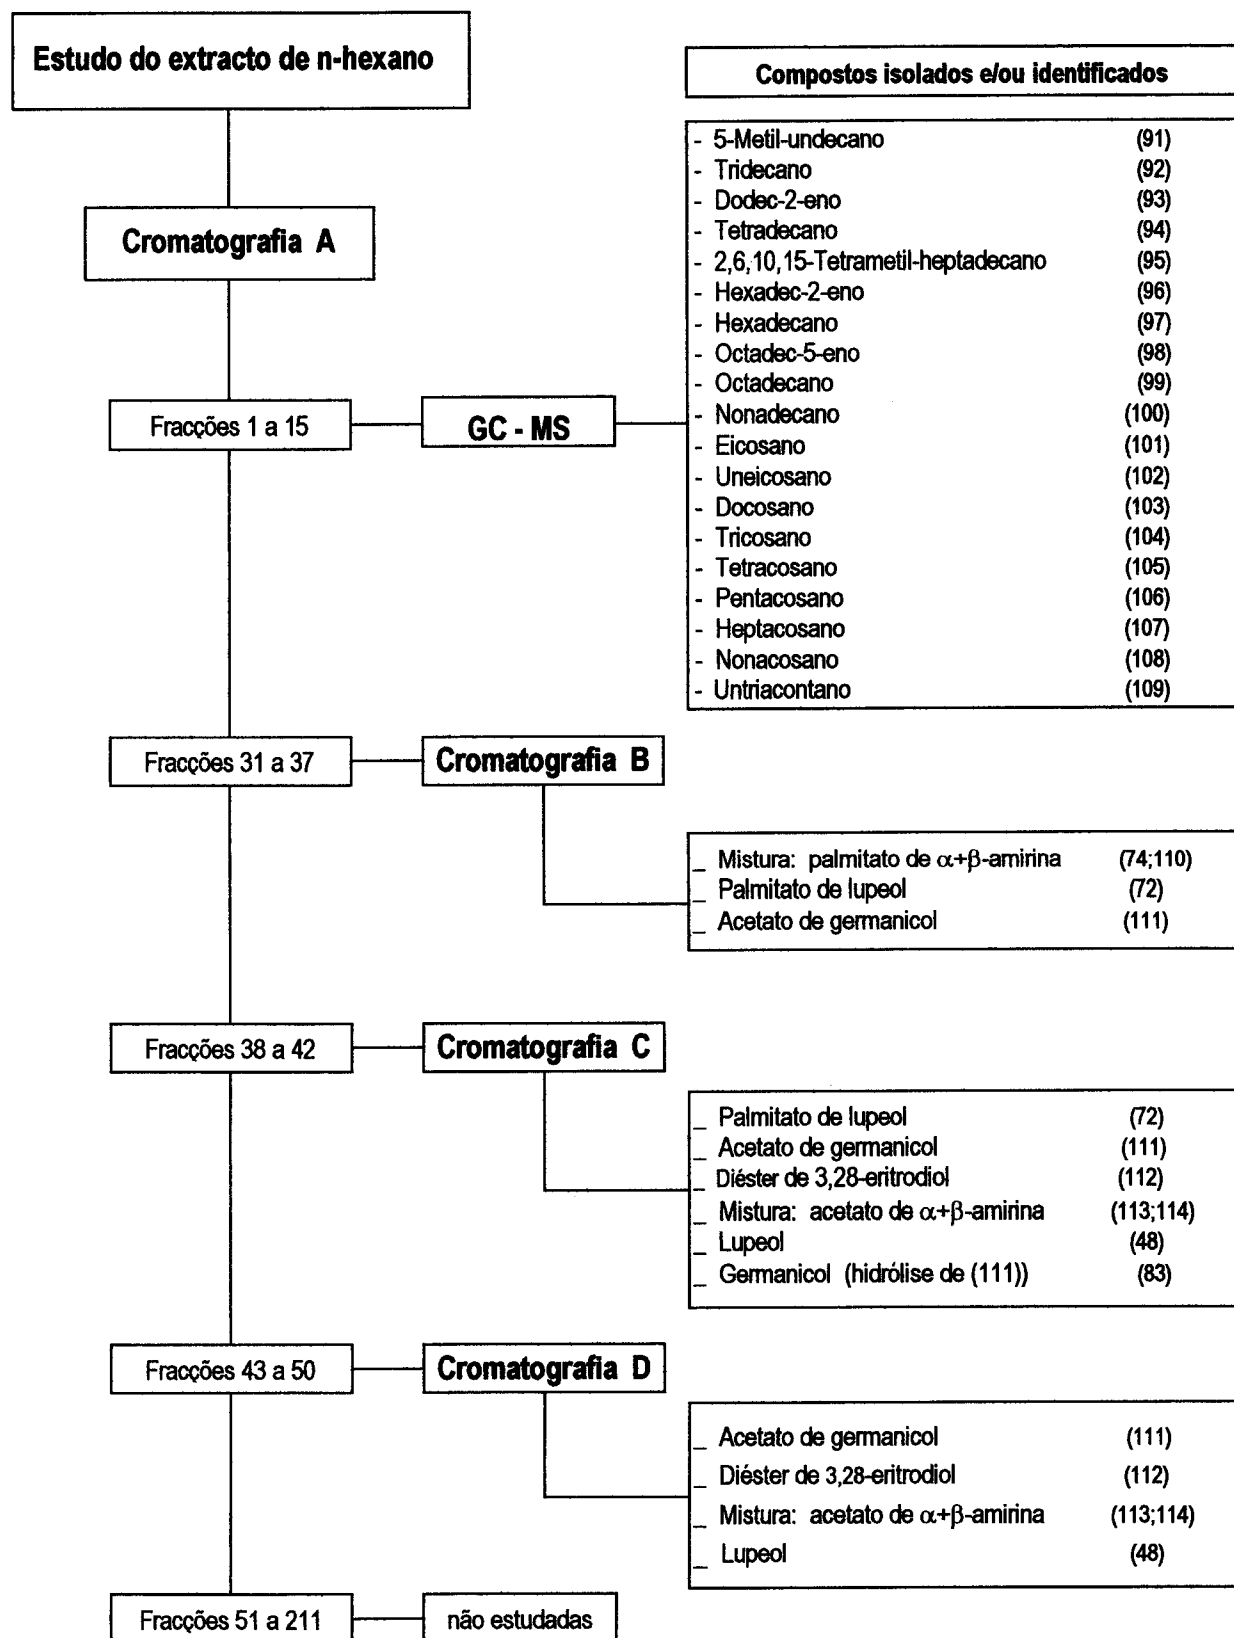 Estudo do extracto de n-hexano
Compostos isolados e/ou identificados
Cromatografia A
Fracções 1 a 15
GC - MS
- 5-Metil-undecano (91)
- Tridecano (92)
- Dodec-2-eno (93)
- Tetradecano (94)
- 2,6,10,15-Tetrametil-heptadecano (95)
- Hexadec-2-eno (96)
- Hexadecano (97)
- Octadec-5-eno (98)
- Octadecano (99)
- Nonadecano (100)
- Eicosano (101)
- Uneicosano (102)
- Docosano (103)
- Tricosano (104)
- Tetracosano (105)
- Pentacosano (106)
- Heptacosano (107)
- Nonacosano (108)
- Untriacontano (109)
Fracções 31 a 37
Cromatografia B
_ Mistura: palmitato de α+β-amirina (74;110)
_ Palmitato de lupeol (72)
_ Acetato de germanicol (111)
Fracções 38 a 42
Cromatografia C
_ Palmitato de lupeol (72)
_ Acetato de germanicol (111)
_ Diéster de 3,28-eritrodiol (112)
_ Mistura: acetato de α+β-amirina (113;114)
_ Lupeol (48)
_ Germanicol (hidrólise de (111)) (83)
Fracções 43 a 50
Cromatografia D
_ Acetato de germanicol (111)
_ Diéster de 3,28-eritrodiol (112)
_ Mistura: acetato de α+β-amirina (113;114)
_ Lupeol (48)
Fracções 51 a 211
não estudadas